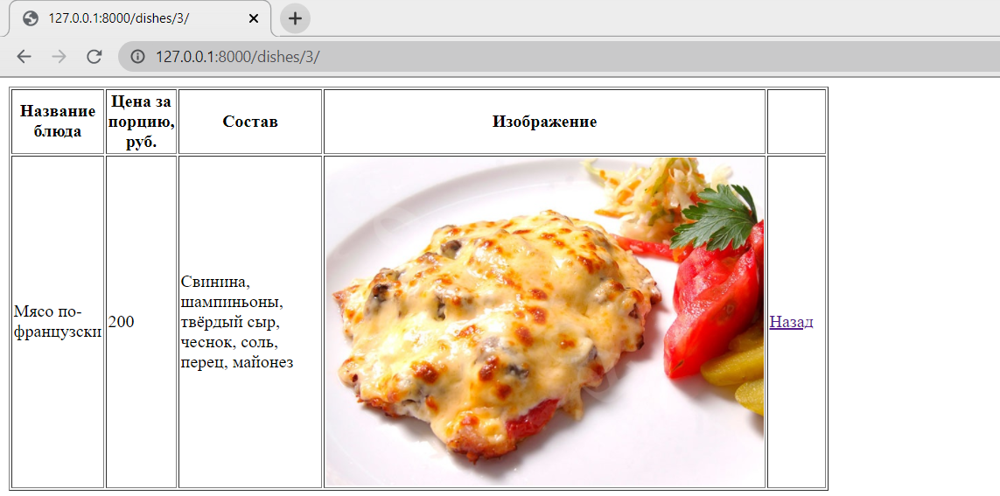 127.0.0.1:8000/dishes/3/
127.0.0.1:8000/dishes/3/
Название
блюда
Цена за
порцию,
руб.
Состав
Изображение
Мясо по-
французски
200
Свинина,
шампиньоны,
твёрдый сыр,
чеснок, соль,
перец, майонез
Назад